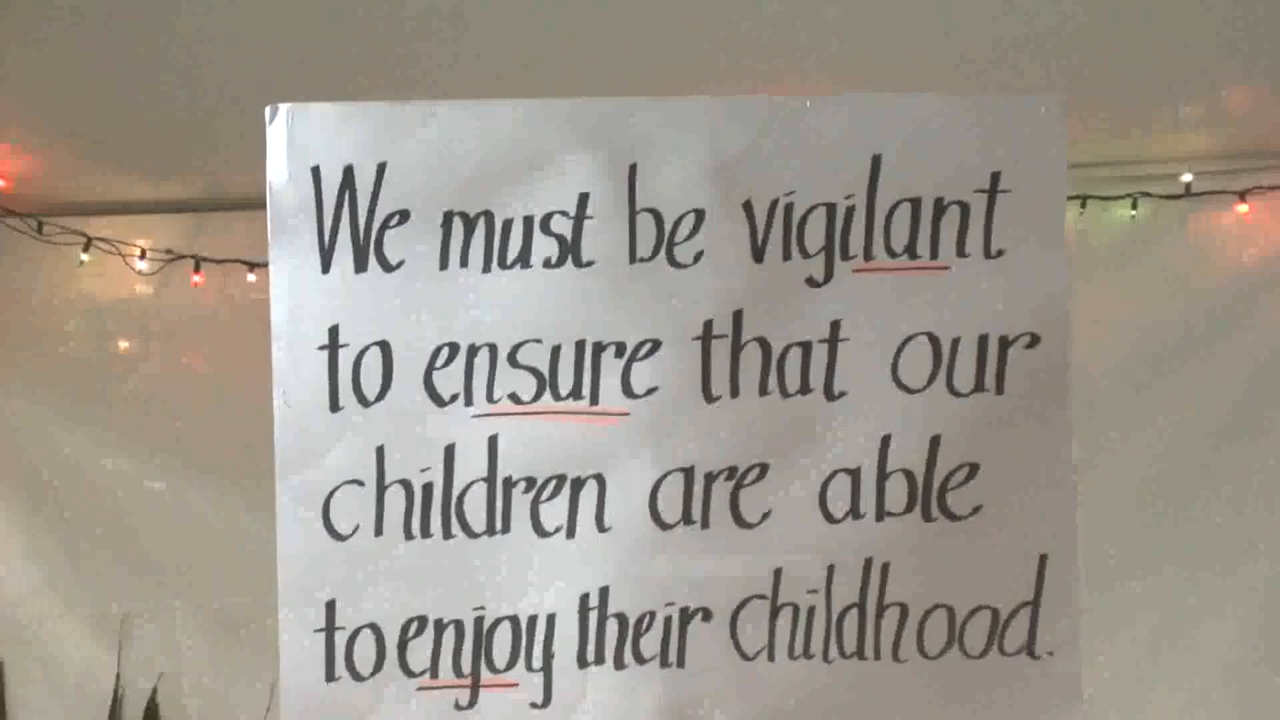 We must be vigilant
to ensure that our
children are able
to enjoy their childhood.